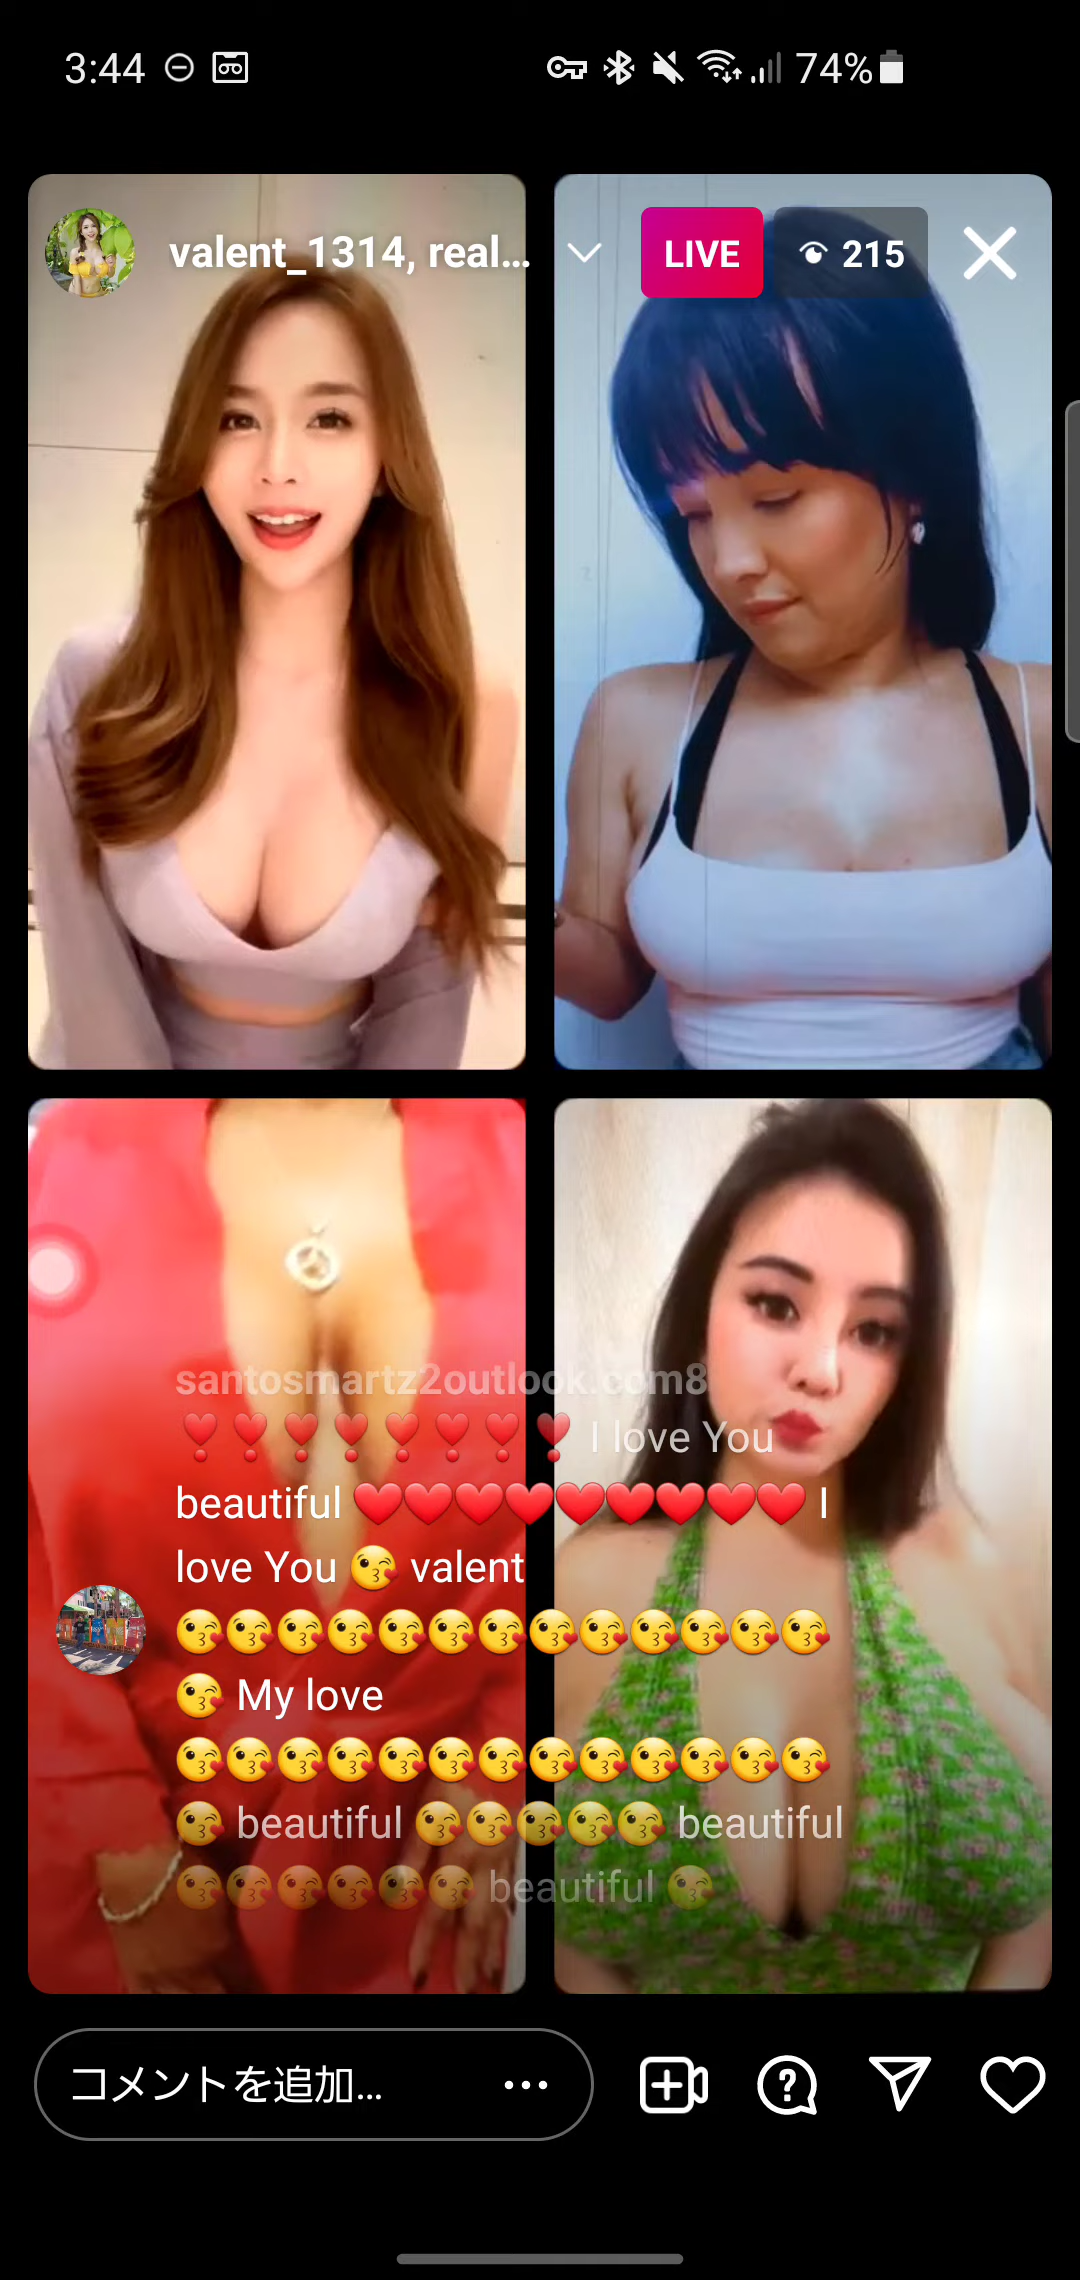 3:44
74%
valent_1314, real...
LIVE
215
santosmartz2outlook.com8
❣❣❣❣❣❣❣❣ I love You
beautiful ❤❤❤❤❤❤❤❤❤ I
love You 😘 valent
😘😘😘😘😘😘😘😘😘😘😘😘😘
😘 My love
😘😘😘😘😘😘😘😘😘😘😘😘😘
😘 beautiful 😘😘😘😘😘 beautiful
😘😘😘😘😘😘 beautiful 😘
コメントを追加...